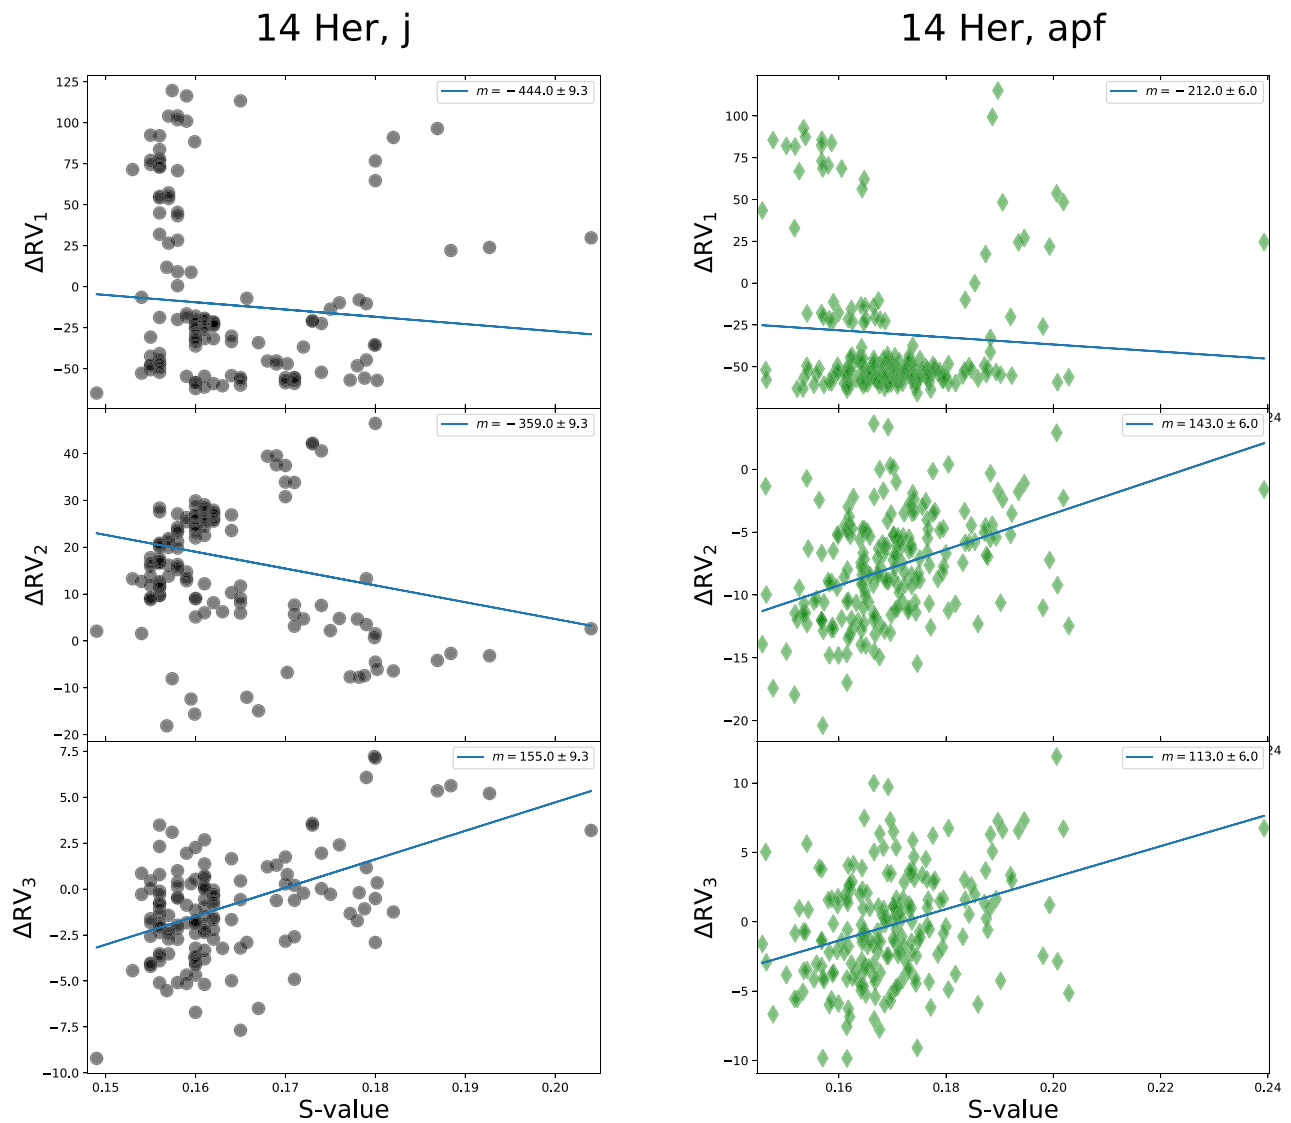 14 Her, j
125
100
75
50
25
0
−25
−50
ΔRV1
m = −444.0 ± 9.3
40
30
20
10
0
−10
−20
ΔRV2
m = −359.0 ± 9.3
7.5
5.0
2.5
0.0
−2.5
−5.0
−7.5
−10.0
ΔRV3
m = 155.0 ± 9.3
0.15 0.16 0.17 0.18 0.19 0.20
S-value
14 Her, apf
100
75
50
25
0
−25
−50
ΔRV1
m = −212.0 ± 6.0
24
0
−5
−10
−15
−20
ΔRV2
m = 143.0 ± 6.0
24
10
5
0
−5
−10
ΔRV3
m = 113.0 ± 6.0
0.16 0.18 0.20 0.22 0.24
S-value